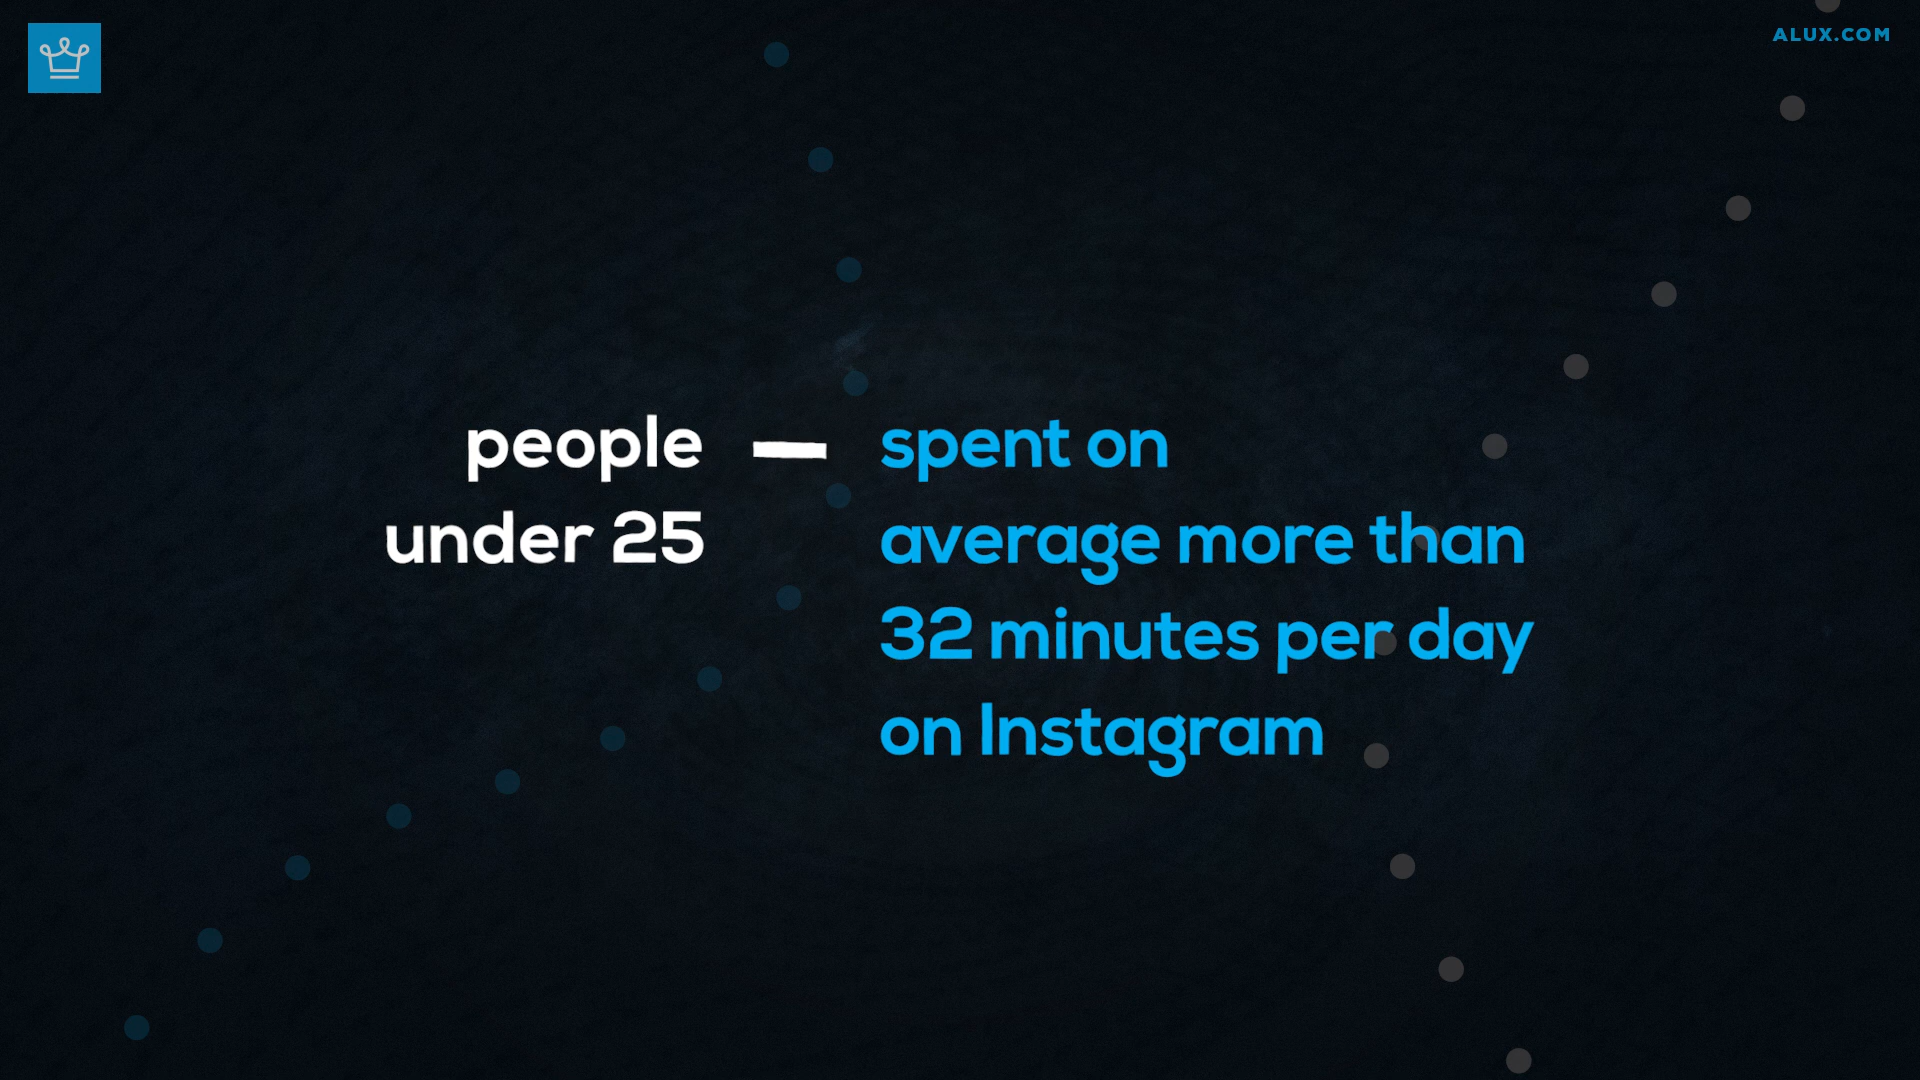 ALUX.COM
people — spent on
under 25 average more than
32 minutes per day
on Instagram